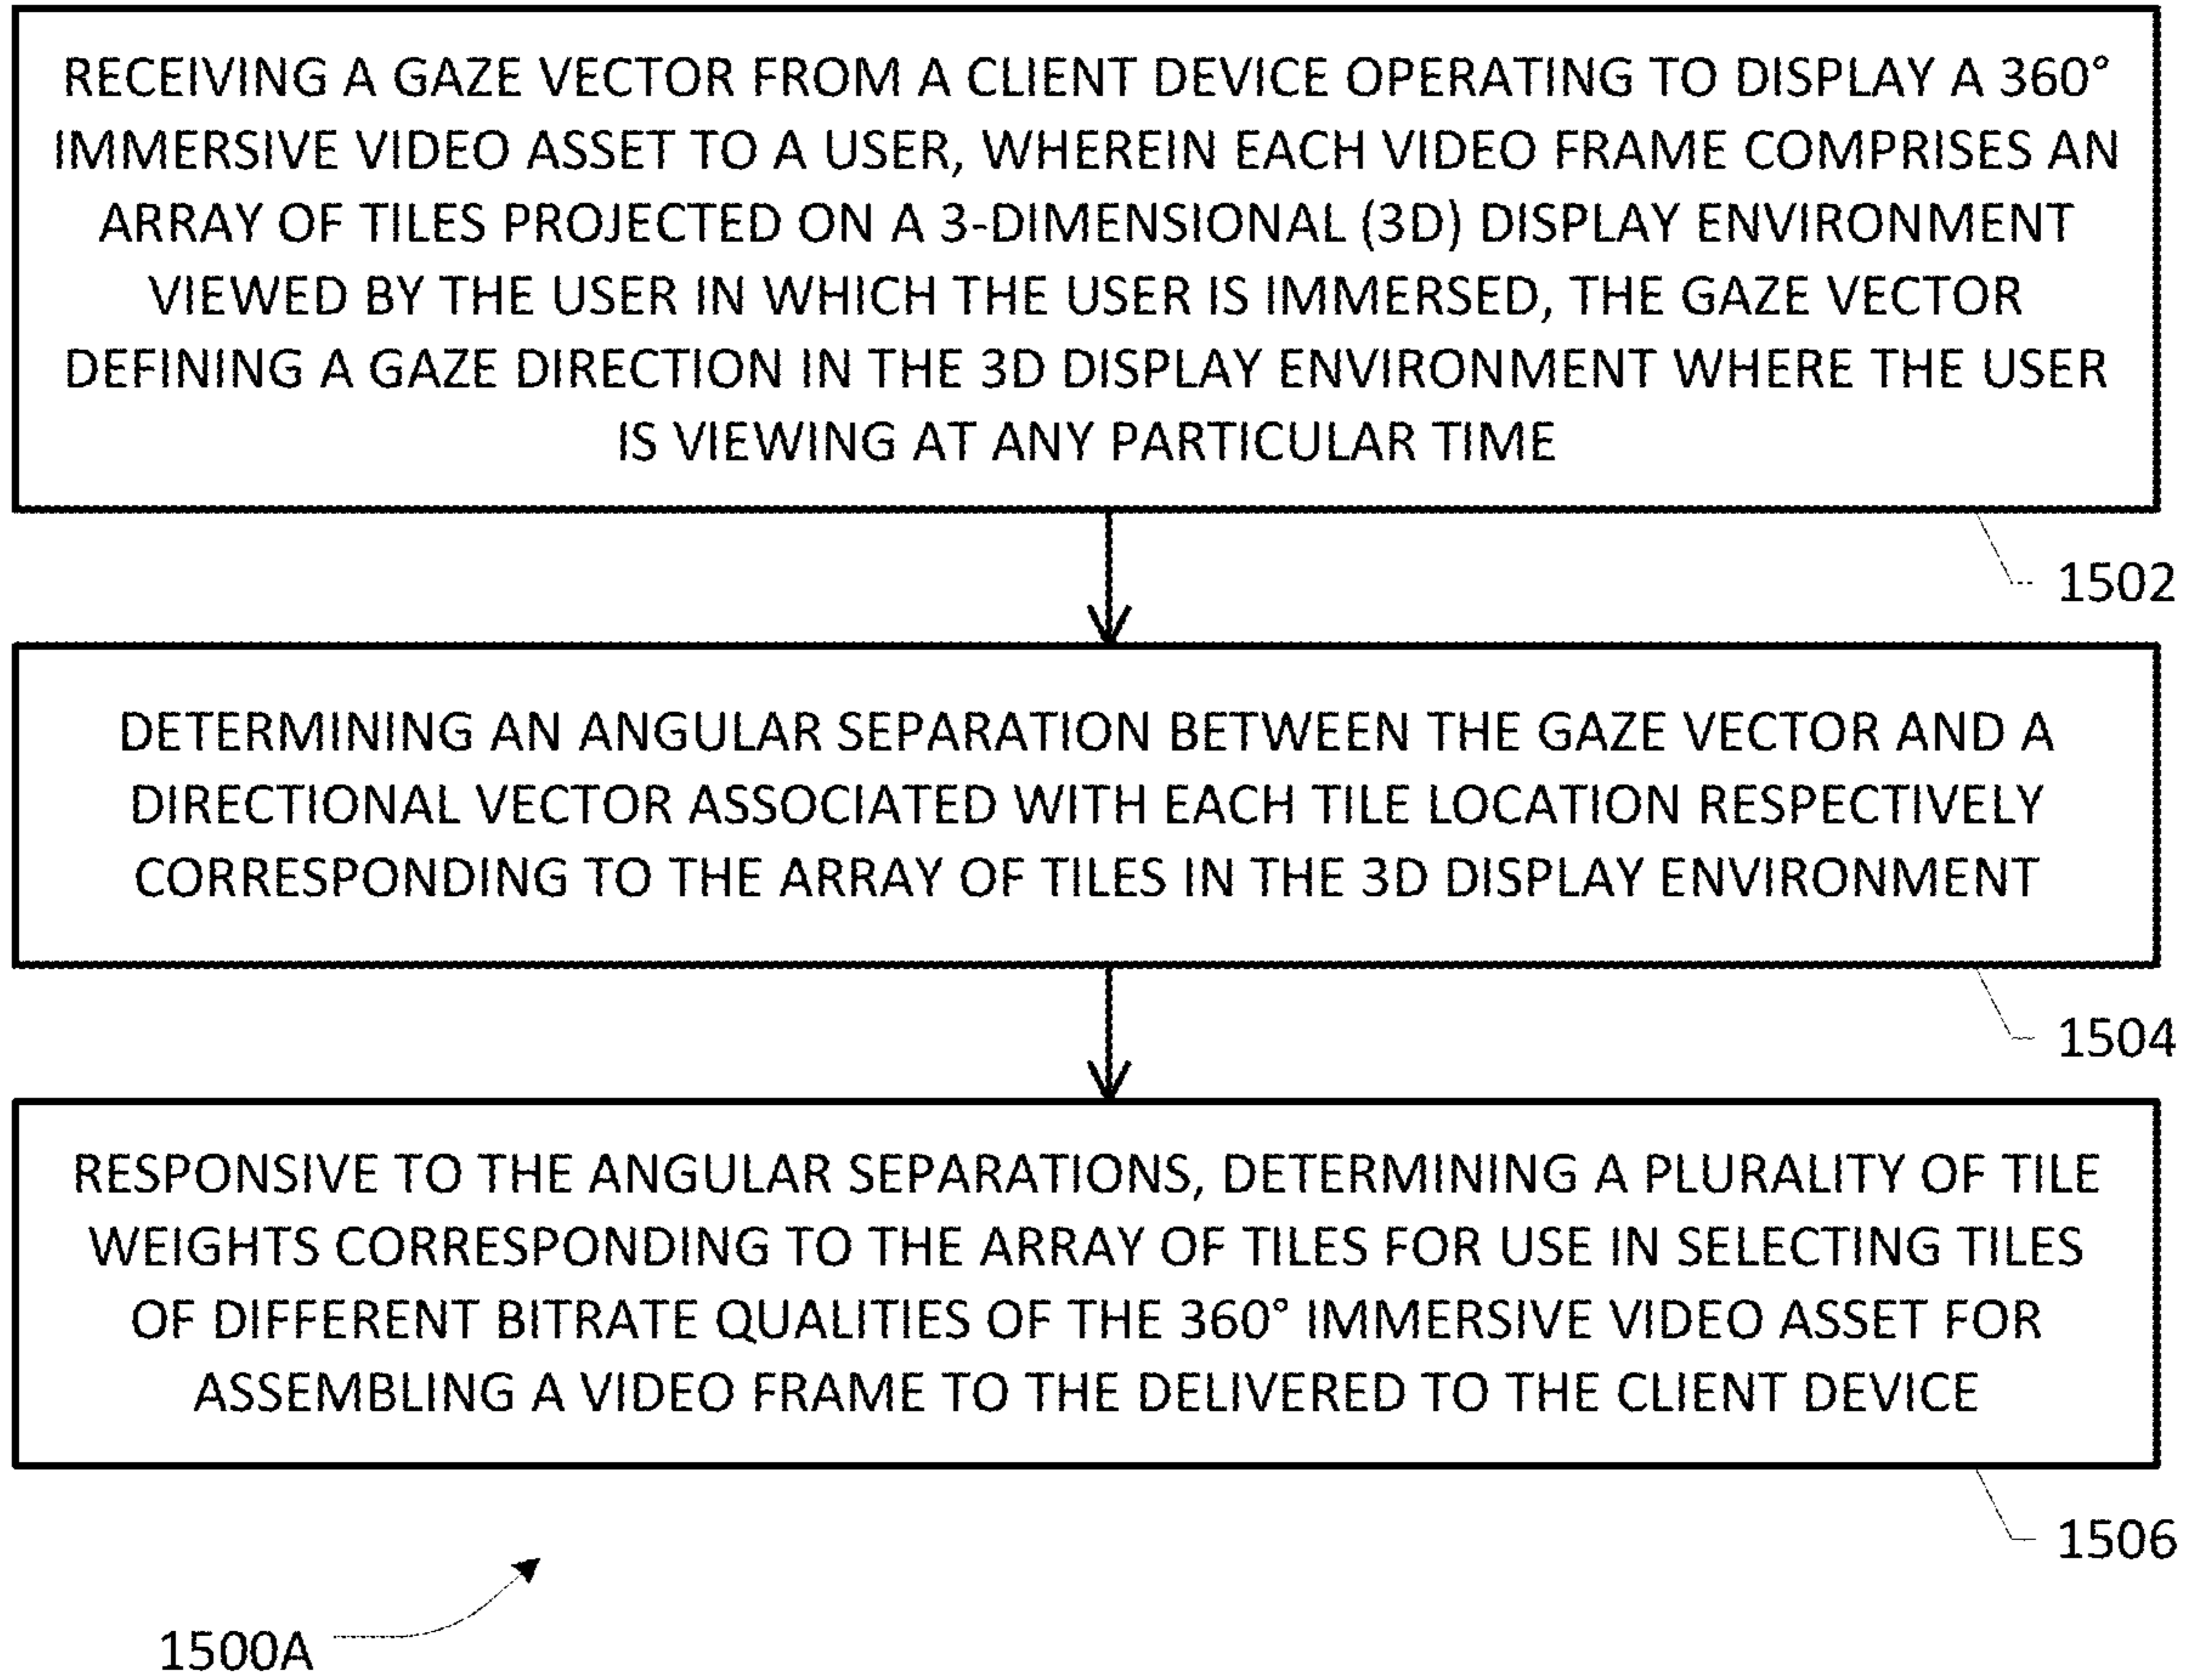 RECEIVING A GAZE VECTOR FROM A CLIENT DEVICE OPERATING TO DISPLAY A 360°
IMMERSIVE VIDEO ASSET TO A USER, WHEREIN EACH VIDEO FRAME COMPRISES AN
ARRAY OF TILES PROJECTED ON A 3-DIMENSIONAL (3D) DISPLAY ENVIRONMENT
VIEWED BY THE USER IN WHICH THE USER IS IMMERSED, THE GAZE VECTOR
DEFINING A GAZE DIRECTION IN THE 3D DISPLAY ENVIRONMENT WHERE THE USER
IS VIEWING AT ANY PARTICULAR TIME
1502
DETERMINING AN ANGULAR SEPARATION BETWEEN THE GAZE VECTOR AND A
DIRECTIONAL VECTOR ASSOCIATED WITH EACH TILE LOCATION RESPECTIVELY
CORRESPONDING TO THE ARRAY OF TILES IN THE 3D DISPLAY ENVIRONMENT
1504
RESPONSIVE TO THE ANGULAR SEPARATIONS, DETERMINING A PLURALITY OF TILE
WEIGHTS CORRESPONDING TO THE ARRAY OF TILES FOR USE IN SELECTING TILES
OF DIFFERENT BITRATE QUALITIES OF THE 360° IMMERSIVE VIDEO ASSET FOR
ASSEMBLING A VIDEO FRAME TO THE DELIVERED TO THE CLIENT DEVICE
1506
1500A